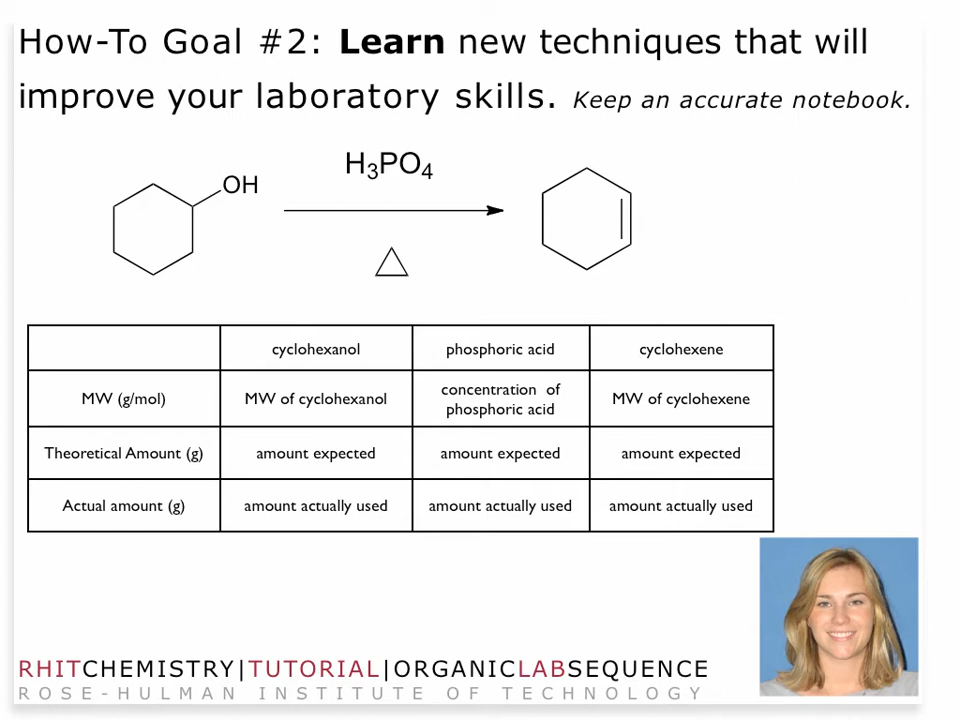 How-To Goal #2: Learn new techniques that will
improve your laboratory skills. Keep an accurate notebook.
H3PO4
OH
cyclohexanol phosphoric acid cyclohexene
MW (g/mol) MW of cyclohexanol concentration of phosphoric acid MW of cyclohexene
Theoretical Amount (g) amount expected amount expected amount expected
Actual amount (g) amount actually used amount actually used amount actually used
RHITCHEMISTRY|TUTORIAL|ORGANICLABSEQUENCE
ROSE-HULMAN INSTITUTE OF TECHNOLOGY